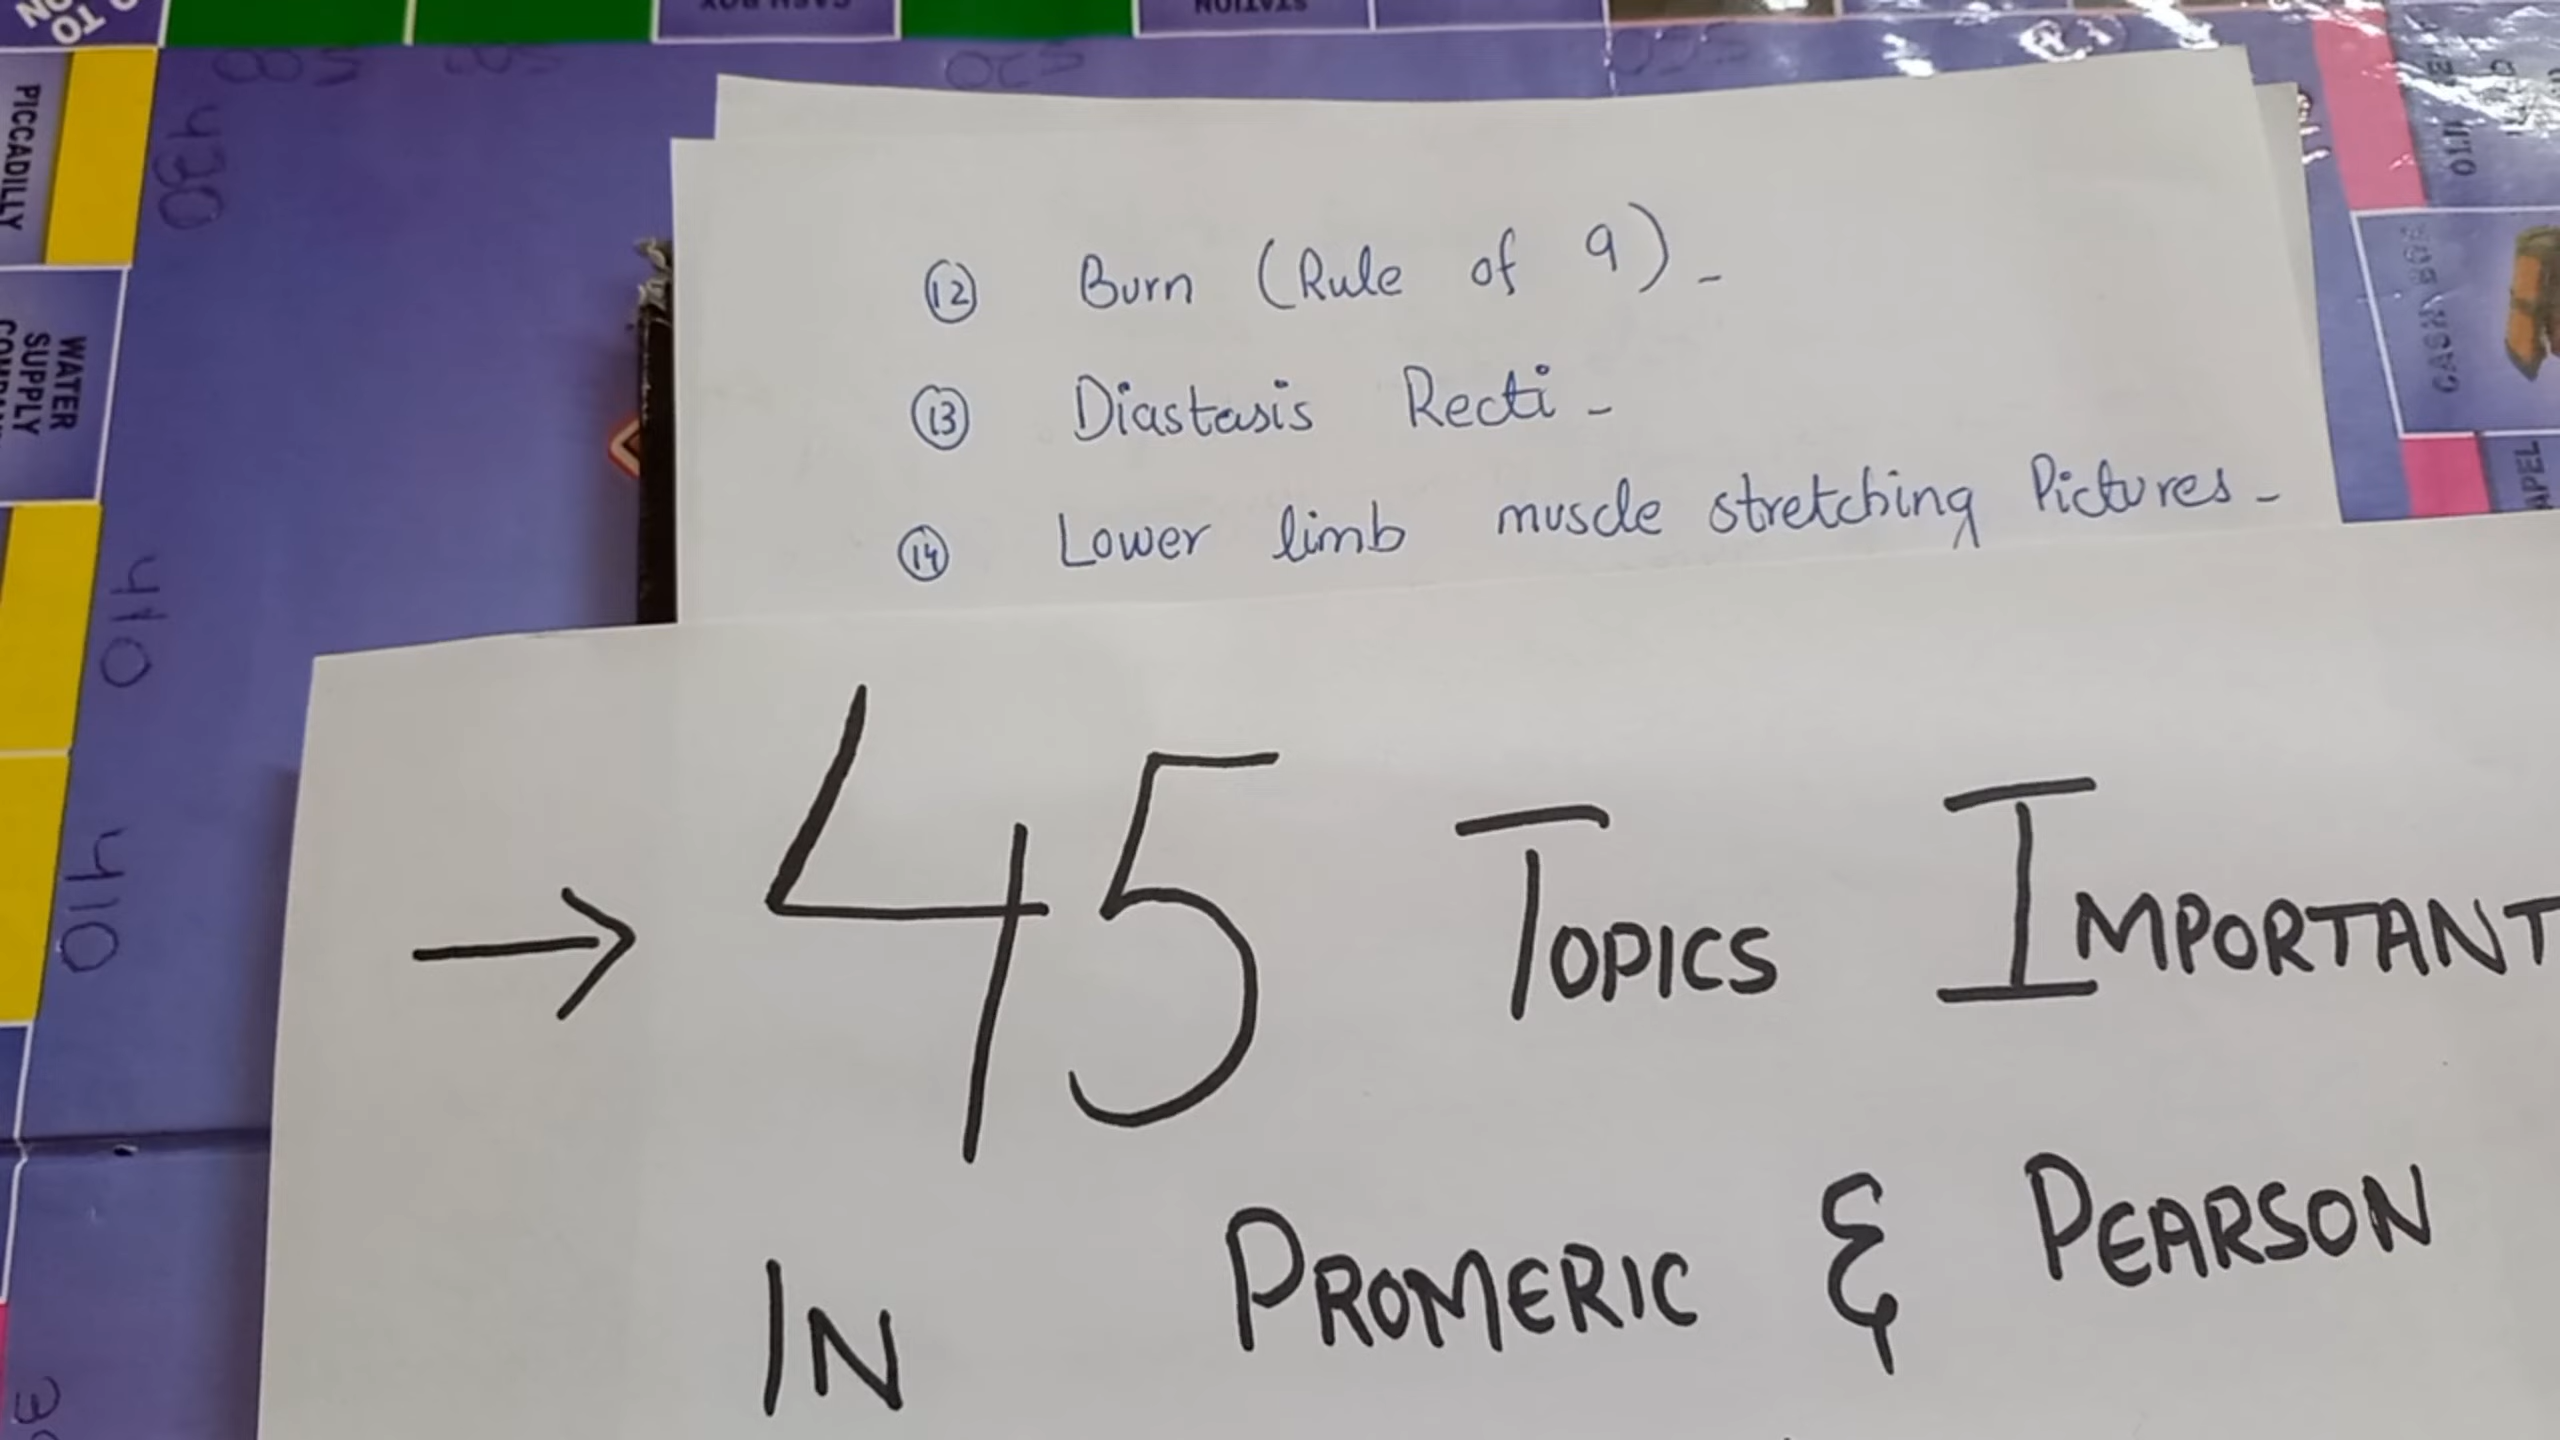 PICCADILLY
WATER
SUPPLY
430
410
410
CASH BOX
⑫ Burn (Rule of 9) -
⑬ Diastasis Recti -
⑭ Lower limb muscle stretching Pictures -
→ 45 TOPICS IMPORTANT
IN PROMERIC & PEARSON